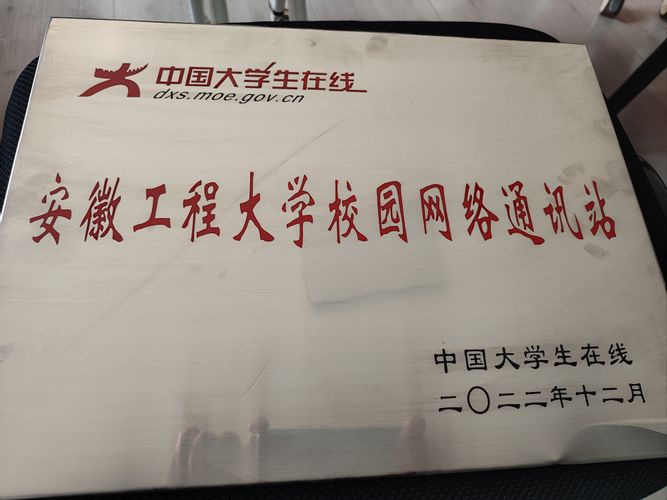 中国大学生在线
dxs.moe.gov.cn
安徽工程大学校园网络通讯站
中国大学生在线
二〇二二年十二月